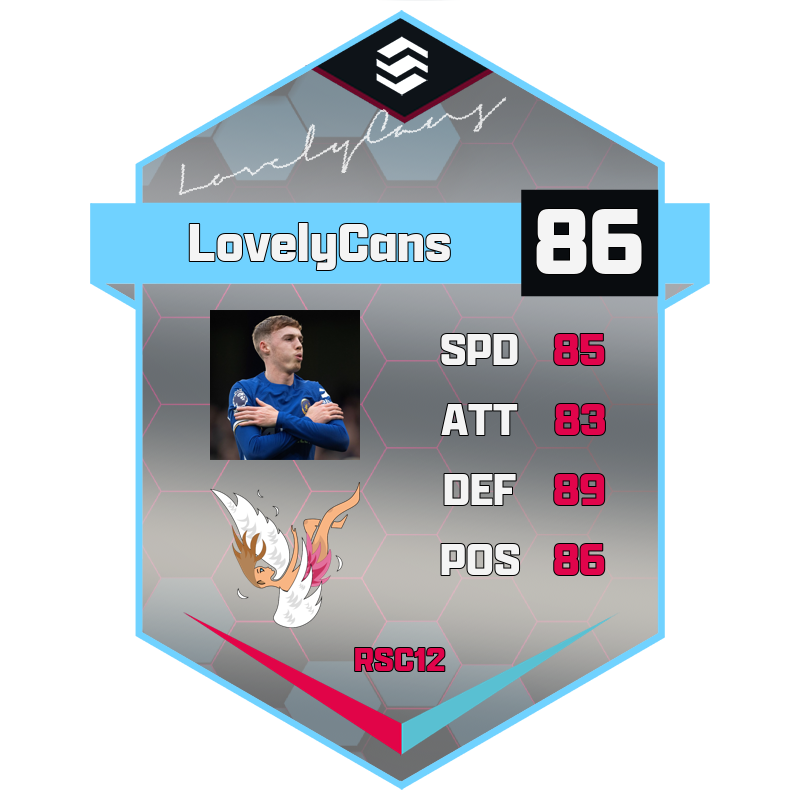 LovelyCans
LovelyCans
86
SPD 85
ATT 83
DEF 89
POS 86
RSC12